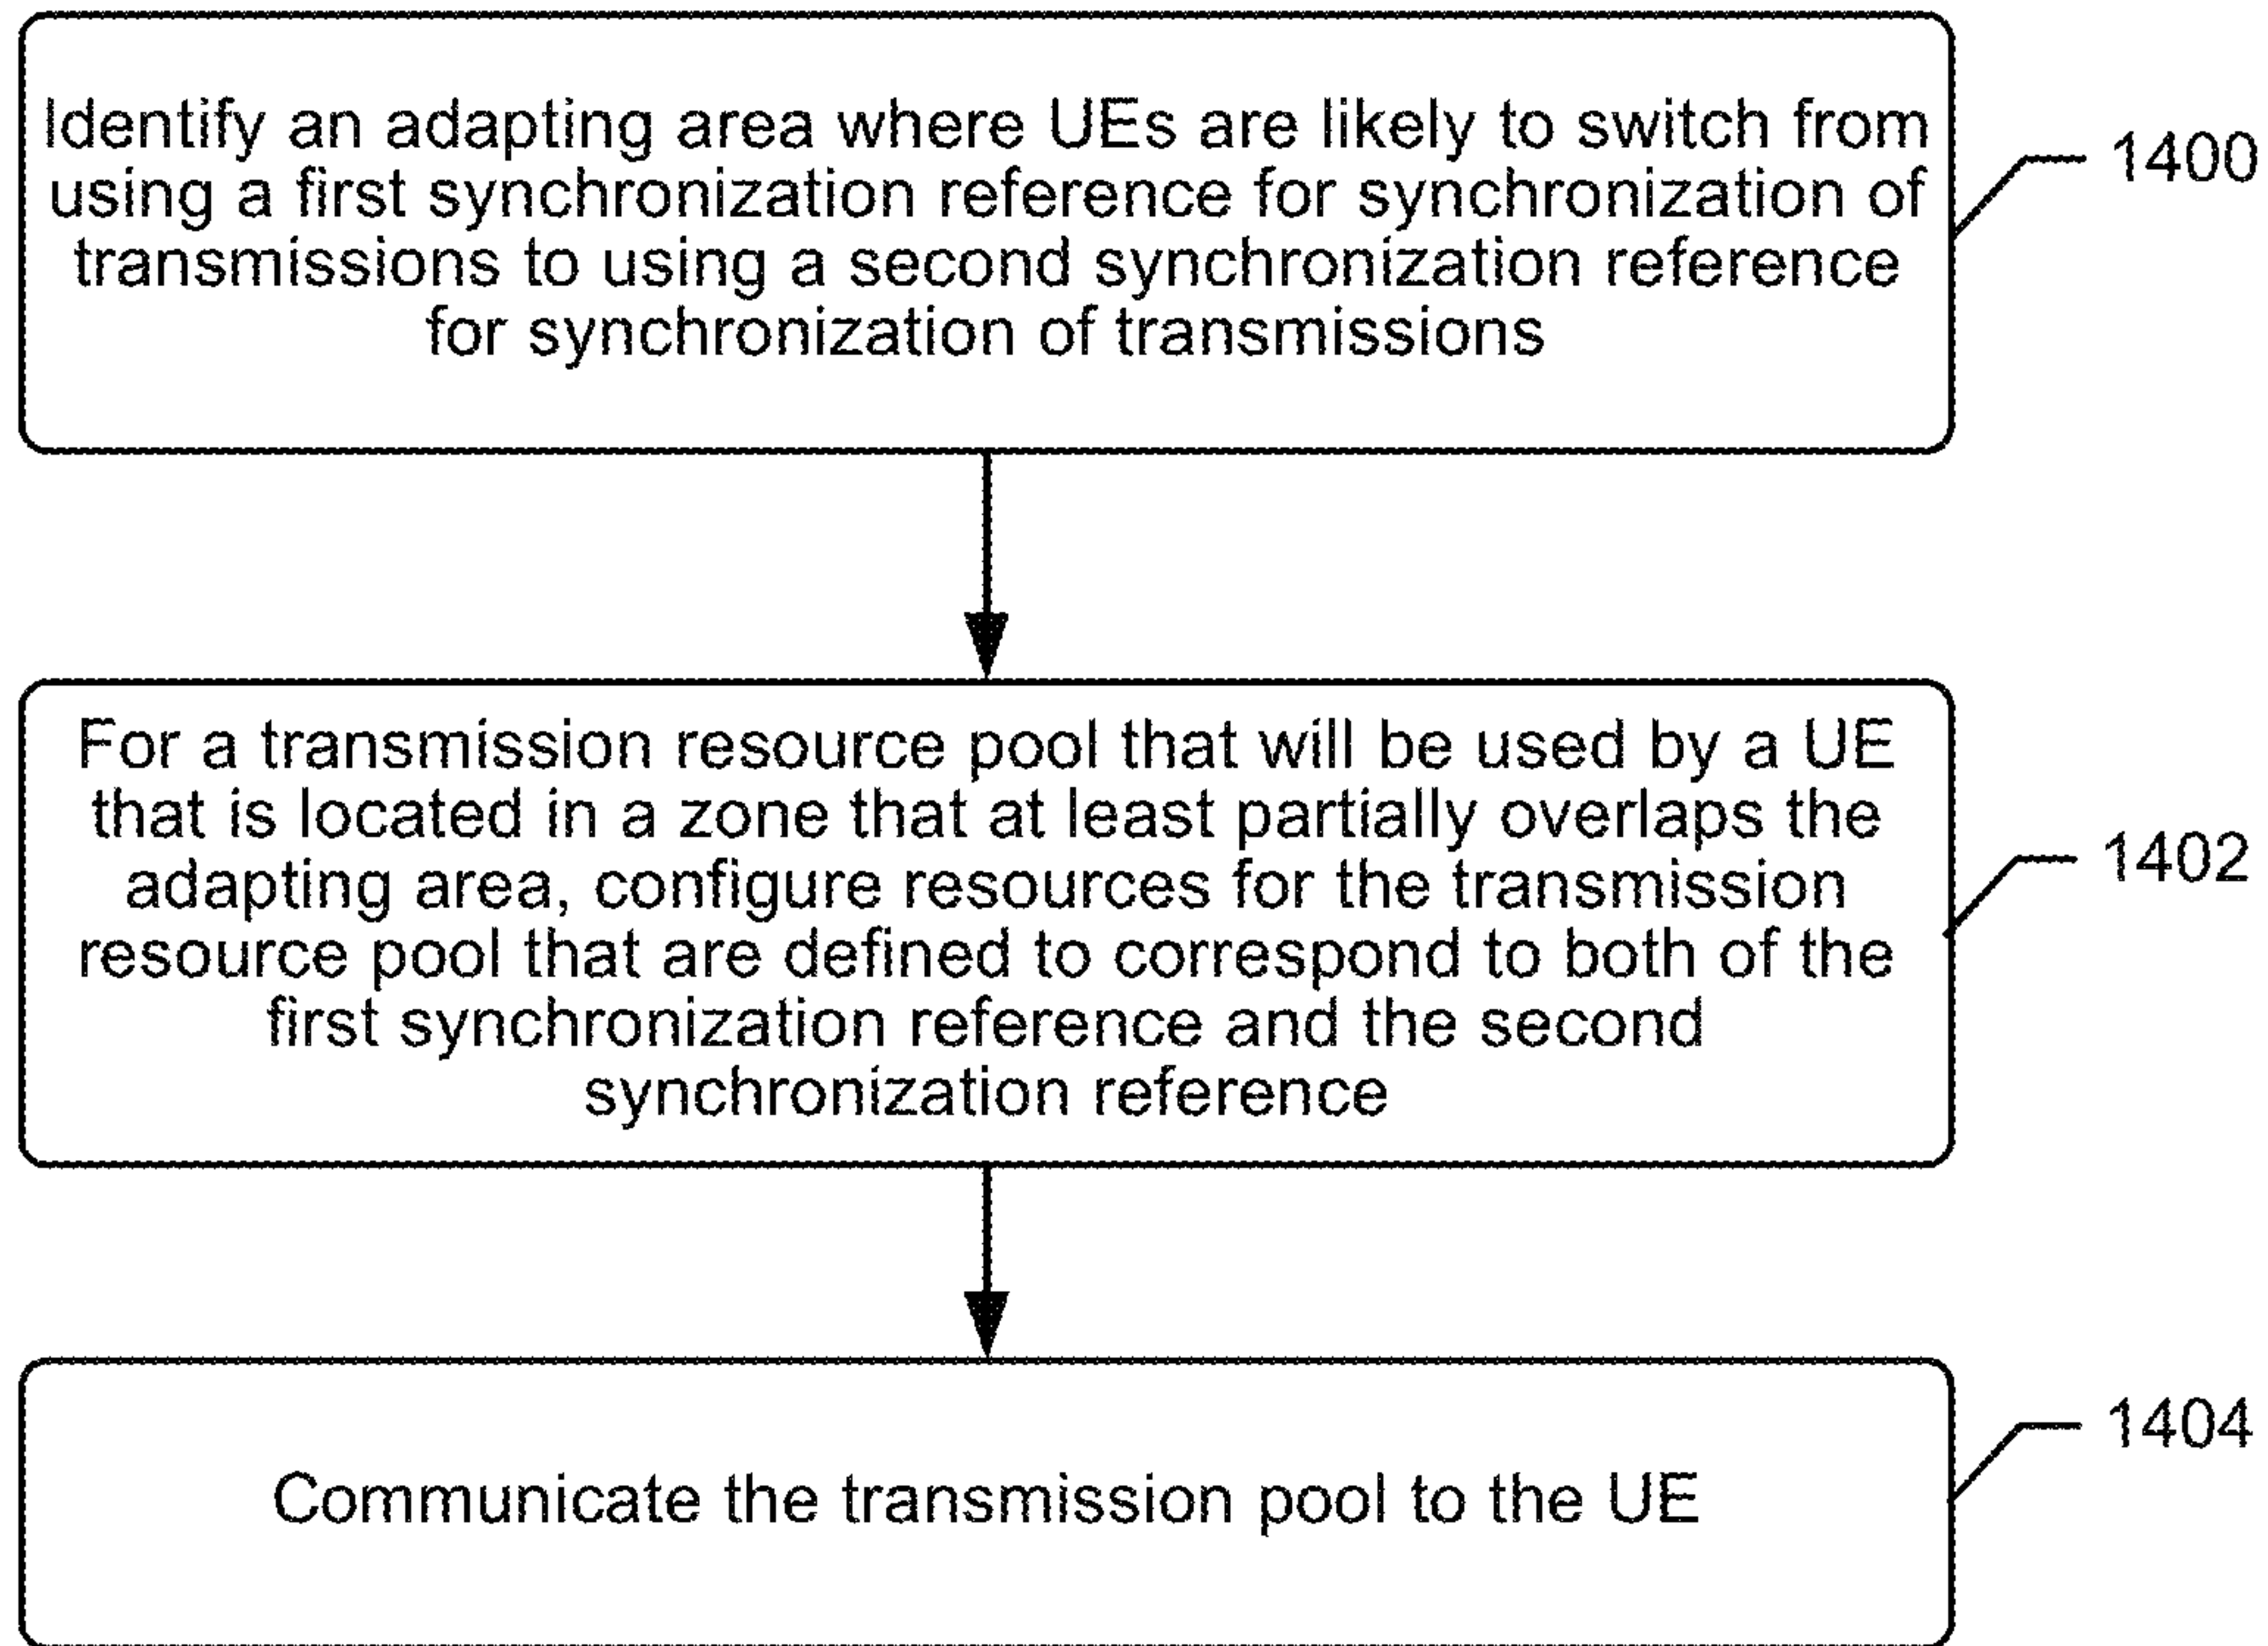 Identify an adapting area where UEs are likely to switch from
using a first synchronization reference for synchronization of
transmissions to using a second synchronization reference
for synchronization of transmissions
1400
For a transmission resource pool that will be used by a UE
that is located in a zone that at least partially overlaps the
adapting area, configure resources for the transmission
resource pool that are defined to correspond to both of the
first synchronization reference and the second
synchronization reference
1402
Communicate the transmission pool to the UE
1404